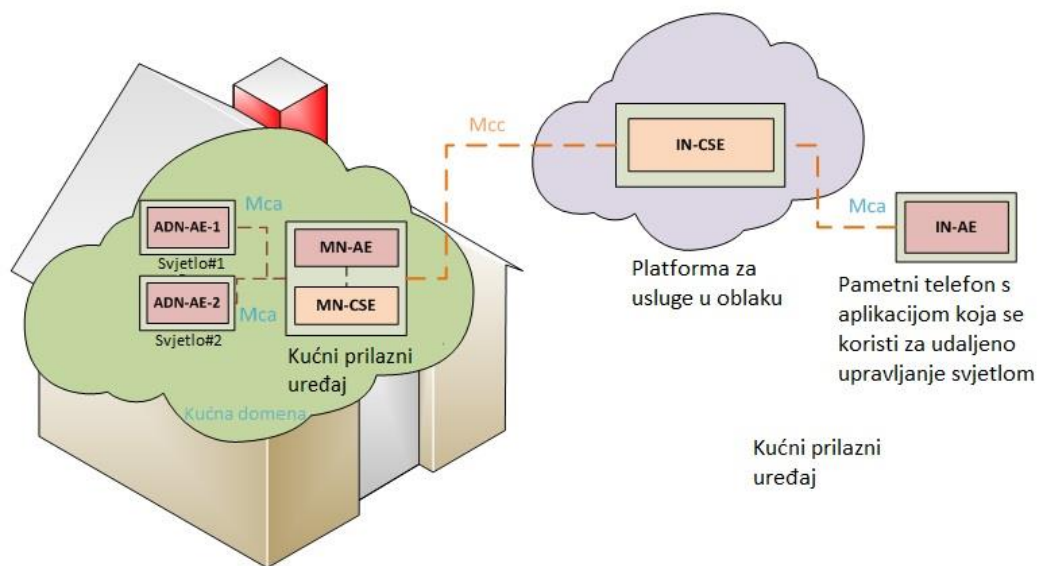 Mcc
IN-CSE
Mca
ADN-AE-1
Svjetlo#1
MN-AE
Mca
IN-AE
ADN-AE-2
Mca
Svjetlo#2
MN-CSE
Platforma za
usluge u oblaku
Pametni telefon s
aplikacijom koja se
koristi za udaljeno
upravljanje svjetlom
Kućni prilazni
uređaj
Kućna domena
Kućni prilazni
uređaj